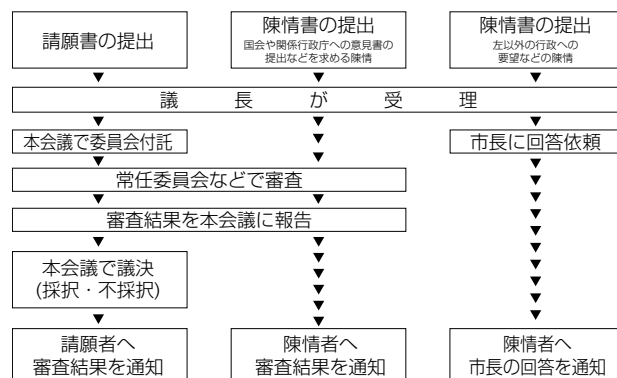 請願書の提出
陳情書の提出
国会や関係行政庁への意見書の
提出などを求める陳情
陳情書の提出
左以外の行政への
要望などの陳情
議長が受理
本会議で委員会付託
市長に回答依頼
常任委員会などで審査
審査結果を本会議に報告
本会議で議決
(採択・不採択)
請願者へ
審査結果を通知
陳情者へ
審査結果を通知
陳情者へ
市長の回答を通知